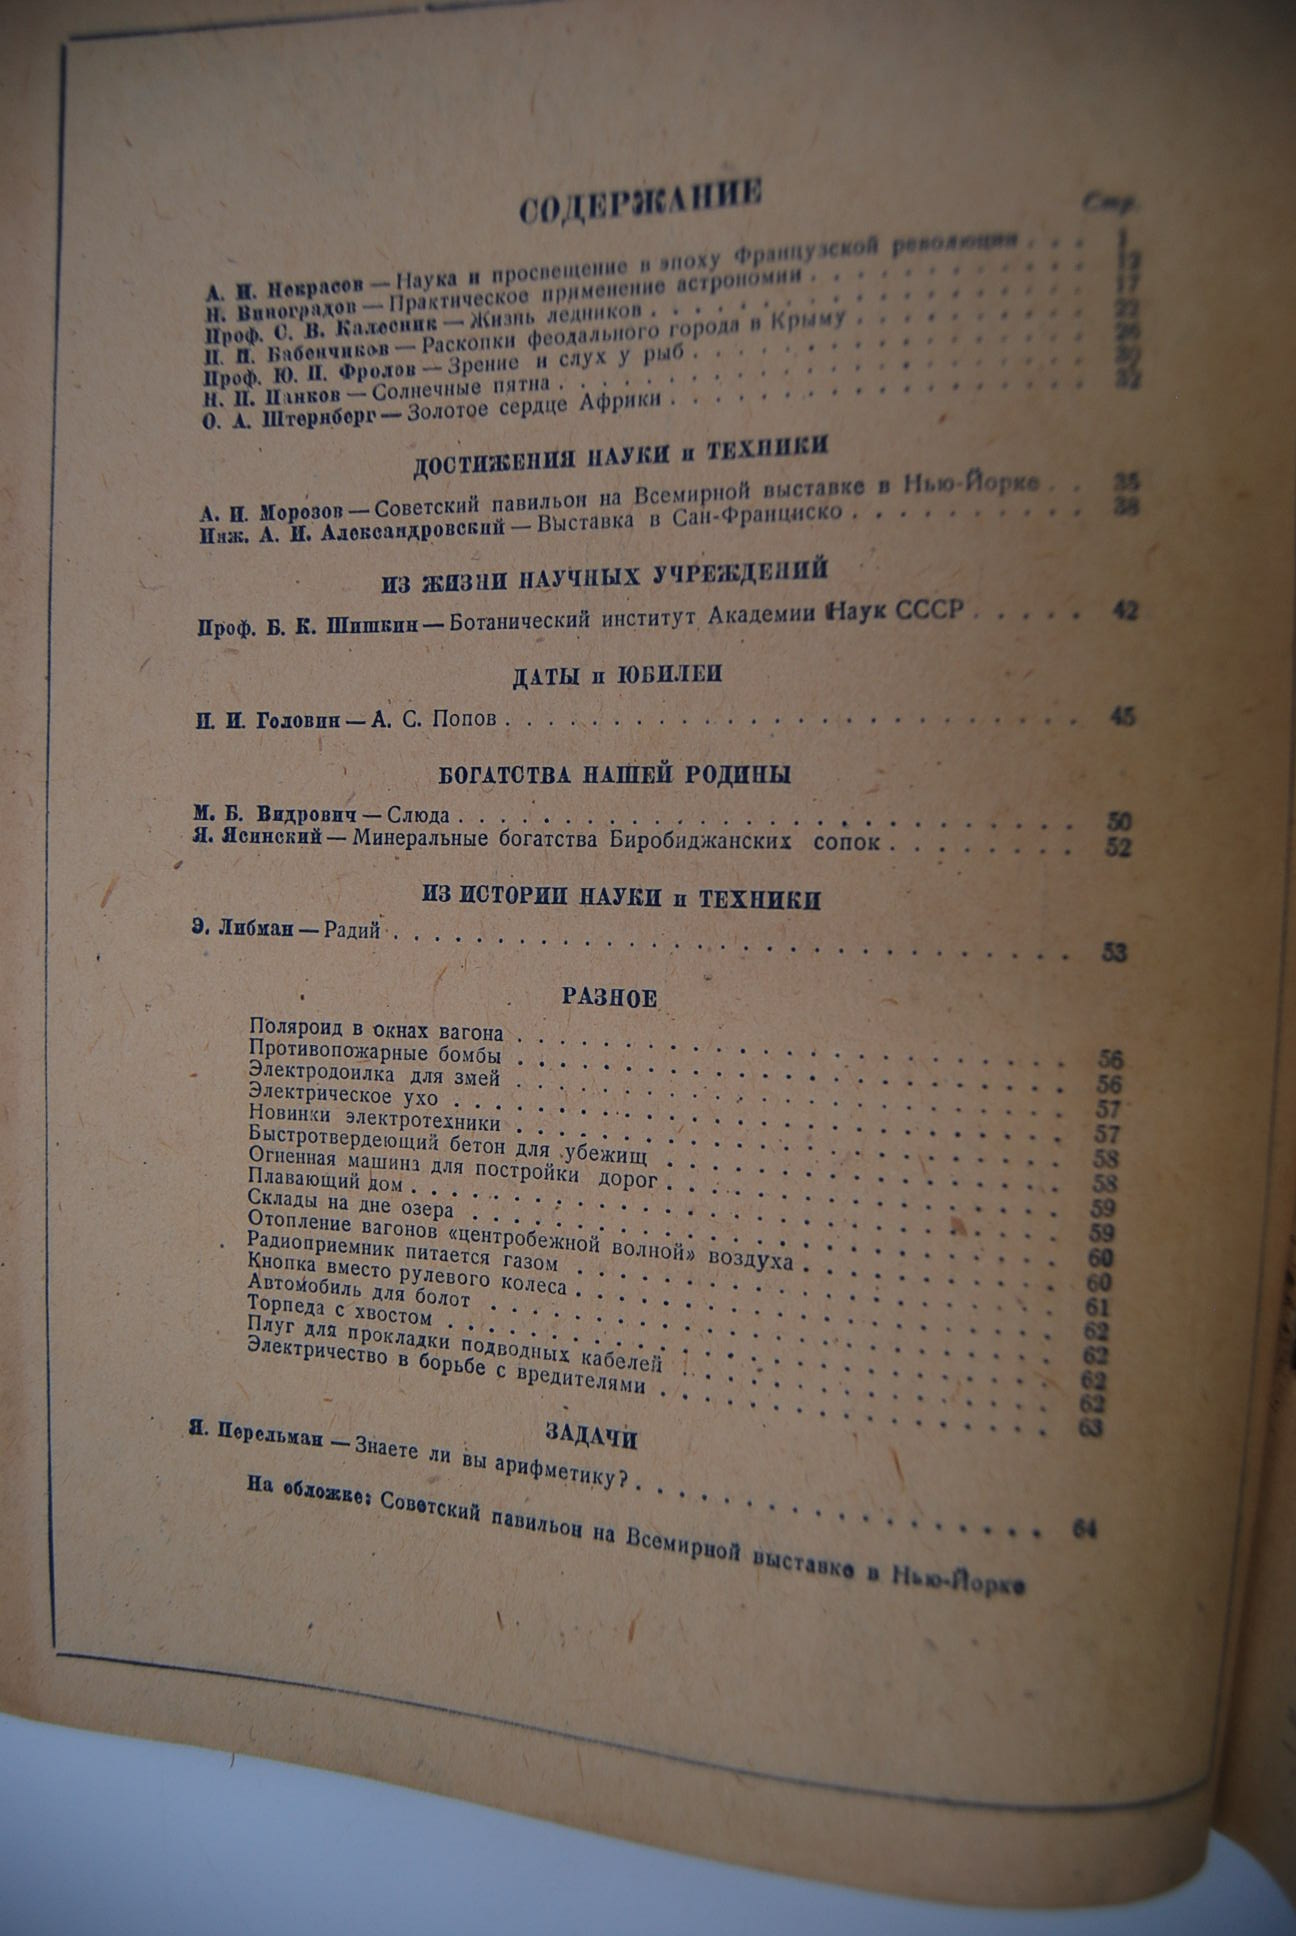 СОДЕРЖАНИЕ
Стр.
А. И. Некрасов — Наука и просвещение в эпоху Французской революции . . . 1
Н. Виноградов — Практическое применение астрономии . . . . . . . . . . 12
Проф. С. В. Калесник — Жизнь ледников . . . . . . . . . . . . . . . . 17
П. П. Бабенчиков — Раскопки феодального города в Крыму . . . . . . . . 22
Проф. Ю. П. Фролов — Зрение и слух у рыб . . . . . . . . . . . . . . . 26
Н. П. Панков — Солнечные пятна . . . . . . . . . . . . . . . . . . . . 30
О. А. Штернберг — Золотое сердце Африки . . . . . . . . . . . . . . . 32
ДОСТИЖЕНИЯ НАУКИ и ТЕХНИКИ
А. И. Морозов — Советский павильон на Всемирной выставке в Нью-Йорке . . 35
Инж. А. И. Александровский — Выставка в Сан-Франциско . . . . . . . . . 38
ИЗ ЖИЗНИ НАУЧНЫХ УЧРЕЖДЕНИЙ
Проф. Б. К. Шишкин — Ботанический институт Академии Наук СССР . . . . . 42
ДАТЫ и ЮБИЛЕИ
И. И. Головин — А. С. Попов . . . . . . . . . . . . . . . . . . . . . 45
БОГАТСТВА НАШЕЙ РОДИНЫ
М. Б. Видрович — Слюда . . . . . . . . . . . . . . . . . . . . . . . 50
Я. Ясинский — Минеральные богатства Биробиджанских сопок . . . . . . . . 52
ИЗ ИСТОРИИ НАУКИ и ТЕХНИКИ
Э. Либман — Радий . . . . . . . . . . . . . . . . . . . . . . . . . 53
РАЗНОЕ
Поляроид в окнах вагона . . . . . . . . . . . . . . . . . . . . . 56
Противопожарные бомбы . . . . . . . . . . . . . . . . . . . . . . 56
Электродоилка для змей . . . . . . . . . . . . . . . . . . . . . 57
Электрическое ухо . . . . . . . . . . . . . . . . . . . . . . . 57
Новинки электротехники . . . . . . . . . . . . . . . . . . . . . 58
Быстротвердеющий бетон для убежищ . . . . . . . . . . . . . . . 58
Огненная машина для постройки дорог . . . . . . . . . . . . . . 59
Плавающий дом . . . . . . . . . . . . . . . . . . . . . . . . . 59
Склады на дне озера . . . . . . . . . . . . . . . . . . . . . . 60
Отопление вагонов «центробежной волной» воздуха . . . . . . . . . 60
Радиоприемник питается газом . . . . . . . . . . . . . . . . . . 61
Кнопка вместо рулевого колеса . . . . . . . . . . . . . . . . . 62
Автомобиль для болот . . . . . . . . . . . . . . . . . . . . . 62
Торпеда с хвостом . . . . . . . . . . . . . . . . . . . . . . . 62
Плуг для прокладки подводных кабелей . . . . . . . . . . . . . . 62
Электричество в борьбе с вредителями . . . . . . . . . . . . . . 63
ЗАДАЧИ
Я. Перельман — Знаете ли вы арифметику? . . . . . . . . . . . . . . 64
На обложке: Советский павильон на Всемирной выставке в Нью-Йорке